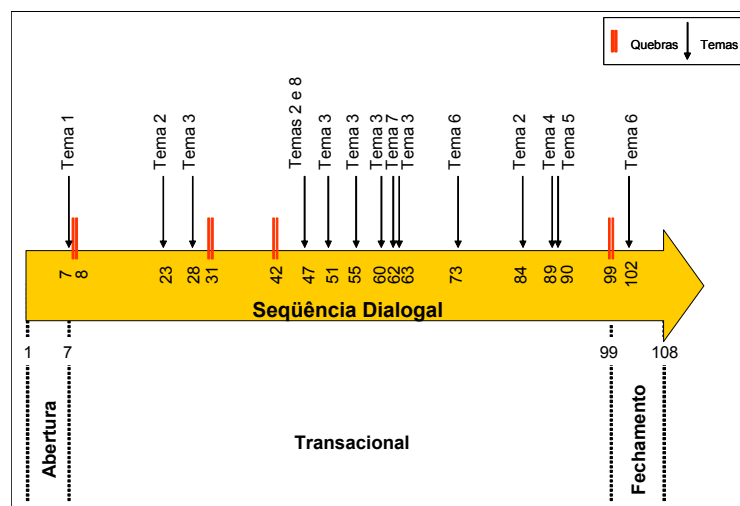 Quebras Temas
Tema 1
Tema 2
Tema 3
Temas 2 e 8
Tema 3
Tema 3
Tema 3
Tema 7
Tema 3
Tema 6
Tema 2
Tema 4
Tema 5
Tema 6
7 8 23 28 31 42 47 51 55 60 62 63 73 84 89 90 99 102
Seqüência Dialogal
1 7 99 108
Abertura
Transacional
Fechamento